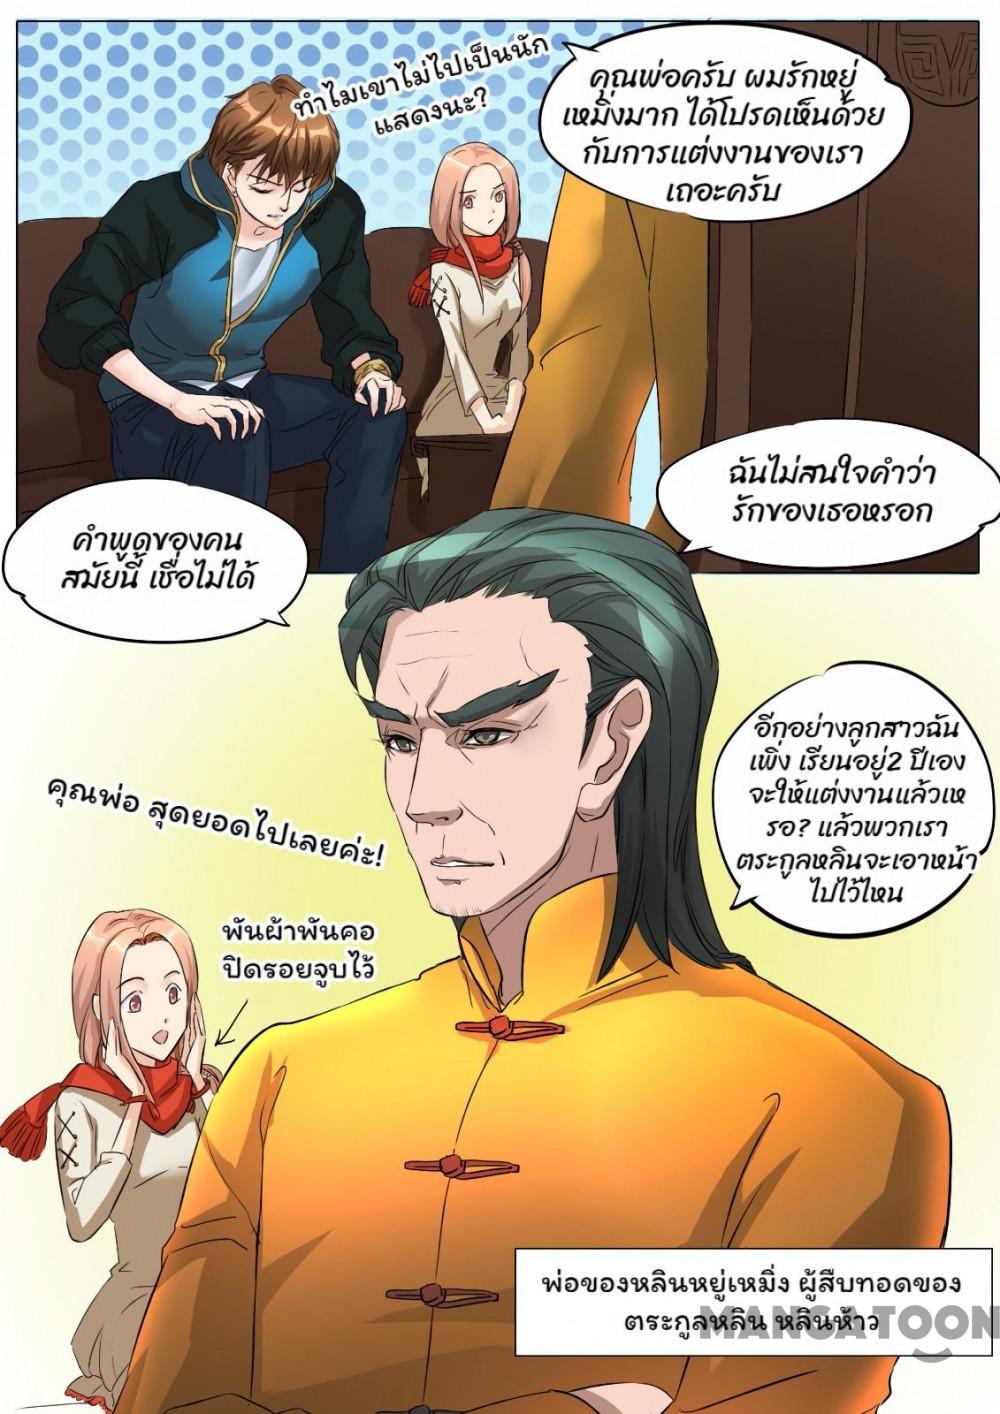 ทำไมเขาไม่ไปเป็นนัก
แสดงนะ?
คุณพ่อครับ ผมรักหยู่
เหมิ่งมาก ได้โปรดเห็นด้วย
กับการแต่งงานของเรา
เถอะครับ
ฉันไม่สนใจคำว่า
รักของเธอหรอก
คำพูดของคน
สมัยนี้ เชื่อไม่ได้
อีกอย่างลูกสาวฉัน
เพิ่ง เรียนอยู่2 ปีเอง
จะให้แต่งงานแล้วเห
รอ? แล้วพวกเรา
ตระกูลหลินจะเอาหน้า
ไปไว้ไหน
คุณพ่อ สุดยอดไปเลยค่ะ!
พันผ้าพันคอ
ปิดรอยจูบไว้
พ่อของหลินหยู่เหมิ่ง ผู้สืบทอดของ
ตระกูลหลิน หลินห้าว
MANGATOON